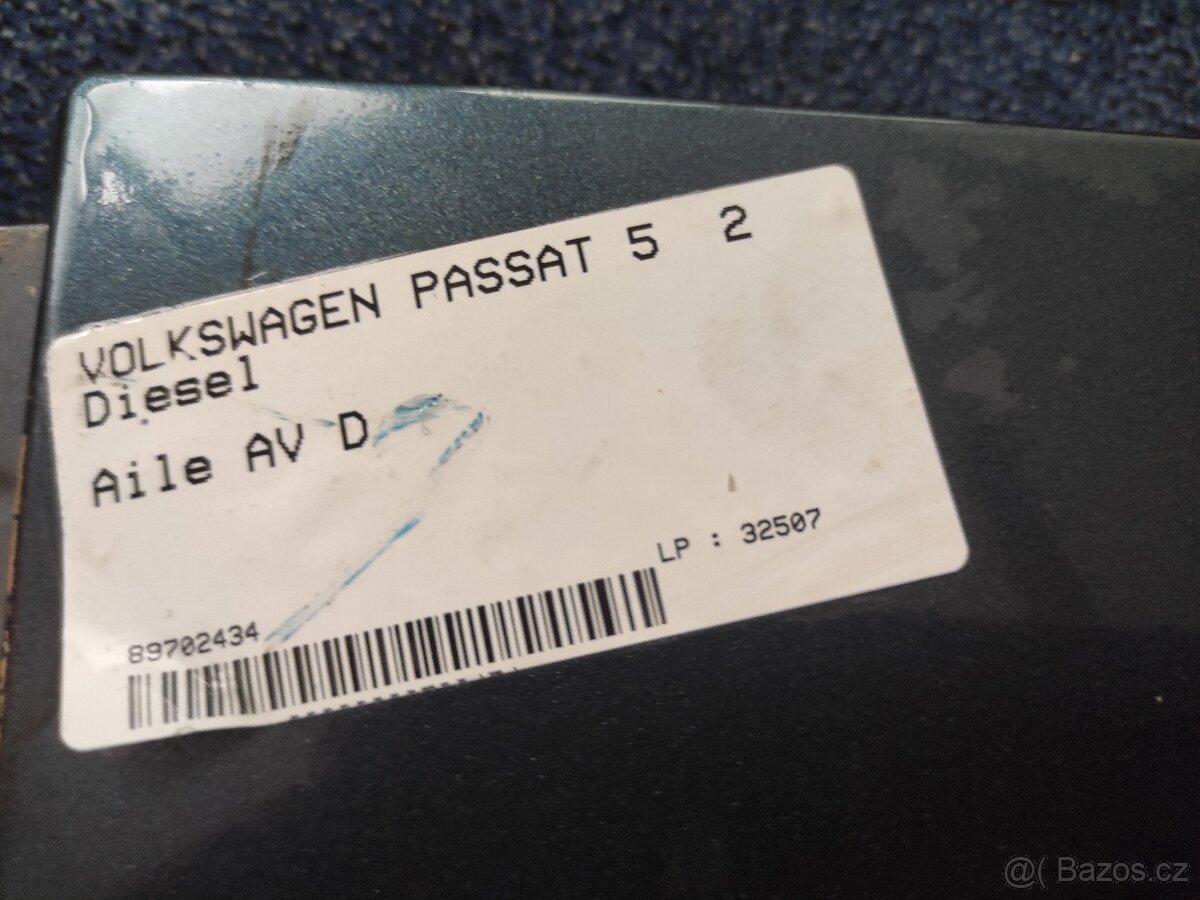 VOLKSWAGEN PASSAT 5 2
Diesel
Aile AV D
LP : 32507
89702434
@( Bazos.cz